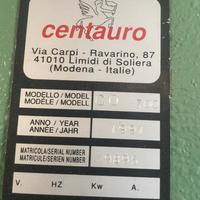 centauro
Via Carpi - Ravarino, 87
41010 Limidi di Soliera
(Modena - Italie)
MODELLO / MODEL
MODÈLE / MODELL
ANNO / YEAR
ANNÉE / JAHR
MATRICOLA/SERIAL NUMBER
MATRICULE/SERIEN NUMBER
V. HZ Kw A.